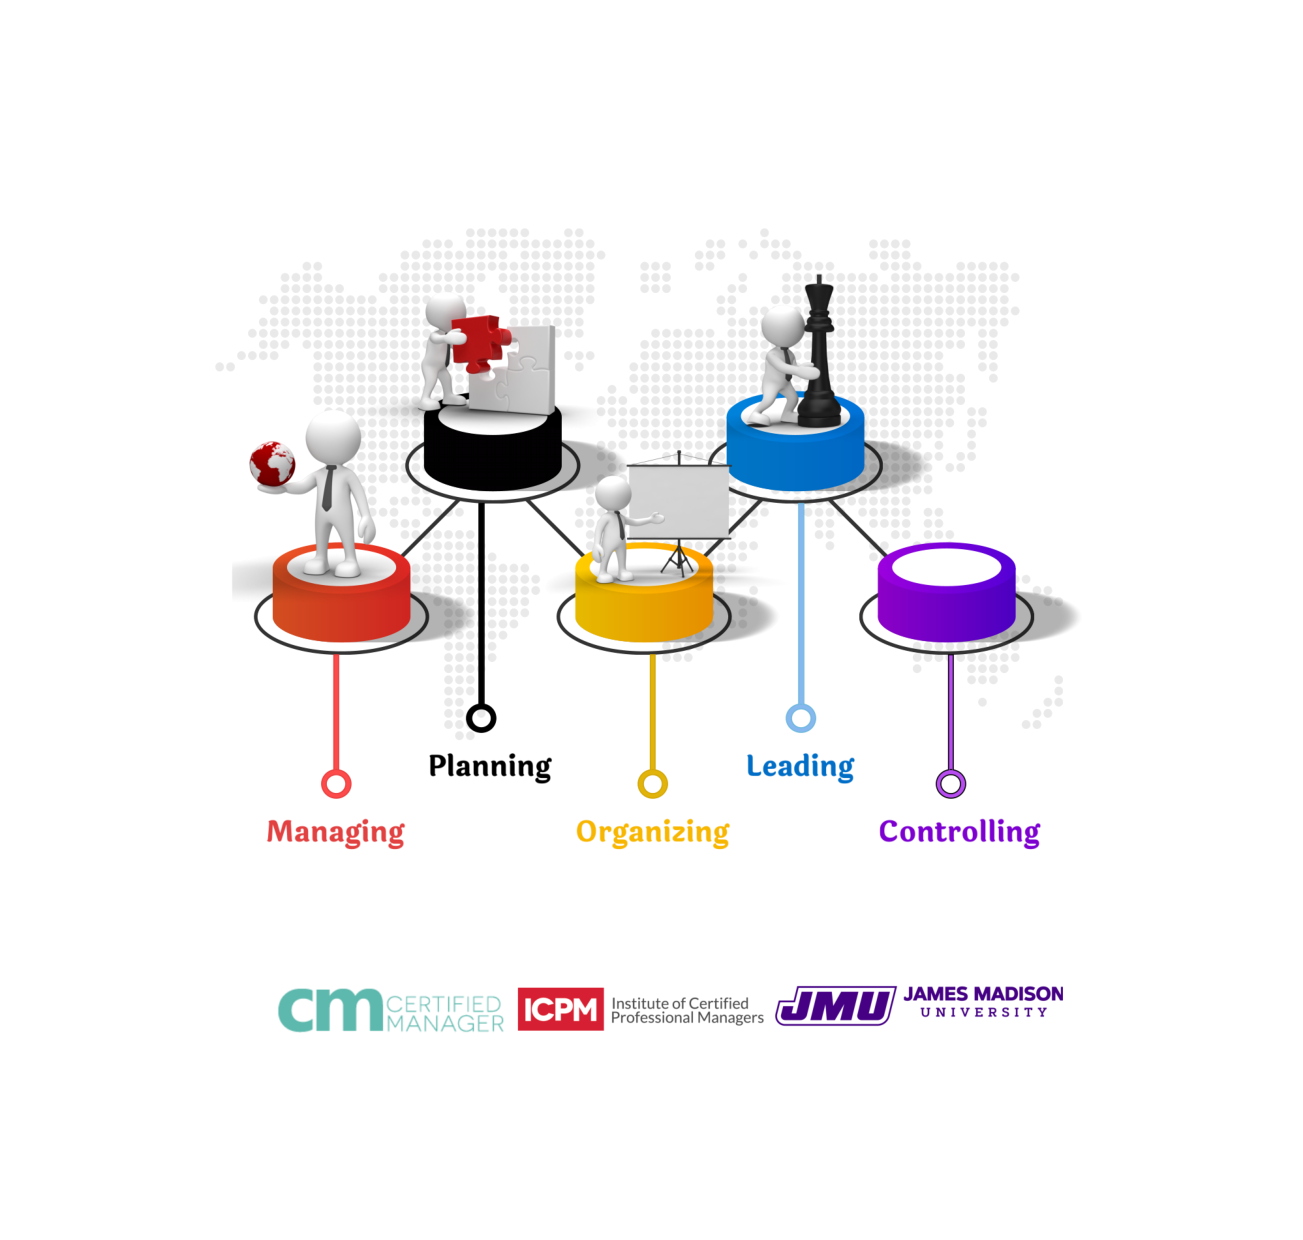 Managing
Planning
Organizing
Leading
Controlling
cm CERTIFIED
MANAGER
ICPM Institute of Certified
Professional Managers
JMU JAMES MADISON
UNIVERSITY